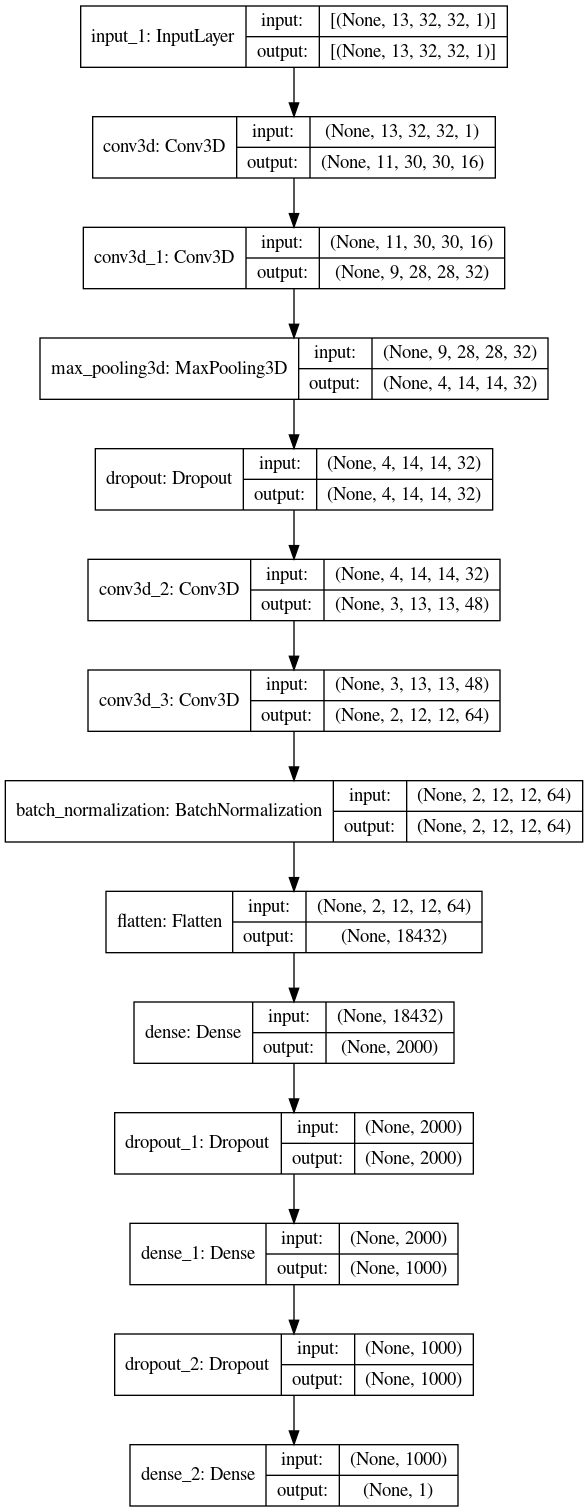 input_1: InputLayer
input: [(None, 13, 32, 32, 1)]
output: [(None, 13, 32, 32, 1)]
conv3d: Conv3D
input: (None, 13, 32, 32, 1)
output: (None, 11, 30, 30, 16)
conv3d_1: Conv3D
input: (None, 11, 30, 30, 16)
output: (None, 9, 28, 28, 32)
max_pooling3d: MaxPooling3D
input: (None, 9, 28, 28, 32)
output: (None, 4, 14, 14, 32)
dropout: Dropout
input: (None, 4, 14, 14, 32)
output: (None, 4, 14, 14, 32)
conv3d_2: Conv3D
input: (None, 4, 14, 14, 32)
output: (None, 3, 13, 13, 48)
conv3d_3: Conv3D
input: (None, 3, 13, 13, 48)
output: (None, 2, 12, 12, 64)
batch_normalization: BatchNormalization
input: (None, 2, 12, 12, 64)
output: (None, 2, 12, 12, 64)
flatten: Flatten
input: (None, 2, 12, 12, 64)
output: (None, 18432)
dense: Dense
input: (None, 18432)
output: (None, 2000)
dropout_1: Dropout
input: (None, 2000)
output: (None, 2000)
dense_1: Dense
input: (None, 2000)
output: (None, 1000)
dropout_2: Dropout
input: (None, 1000)
output: (None, 1000)
dense_2: Dense
input: (None, 1000)
output: (None, 1)